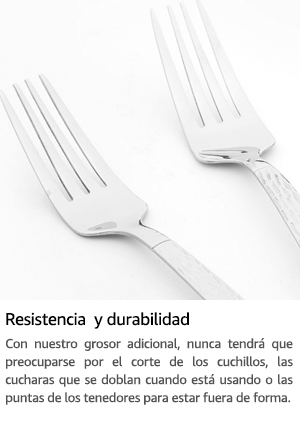 Resistencia y durabilidad
Con nuestro grosor adicional, nunca tendrá que
preocuparse por el corte de los cuchillos, las
cucharas que se doblan cuando está usando o las
puntas de los tenedores para estar fuera de forma.